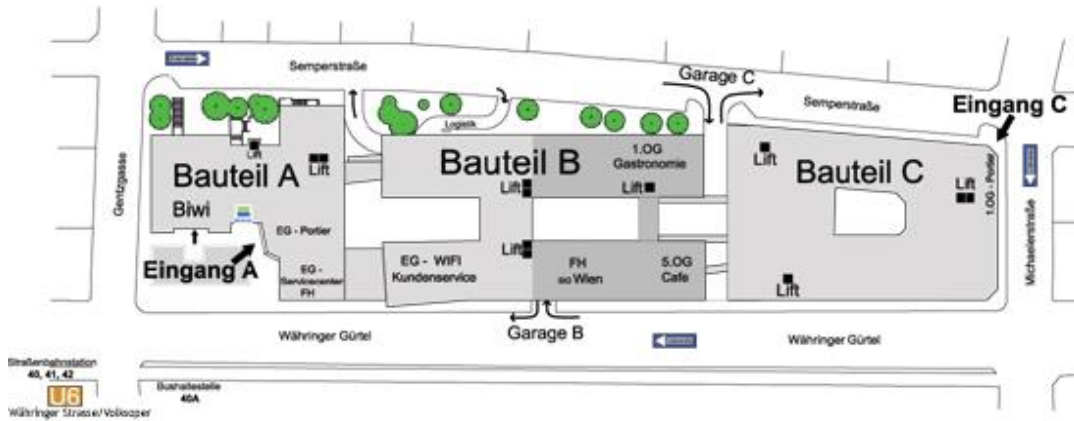 Semperstraße
Garage C
Semperstraße
Eingang C
Logistik
Lift
Bauteil A
Lift
Biwi
Bauteil B
1.OG
Gastronomie
Lift
Lift
Lift
Bauteil C
Lift
1.OG - Portier
Gentzgasse
Michaelerstraße
EG - Portier
Eingang A
EG -
Servicecenter
FH
EG - WIFI
Kundenservice
Lift
FH
Wien
5.OG
Cafe
Lift
Garage B
Währinger Gürtel
Währinger Gürtel
Straßenbahnstation
40, 41, 42
U6
Währinger Strasse/Volksoper
Bushaltestelle
40A